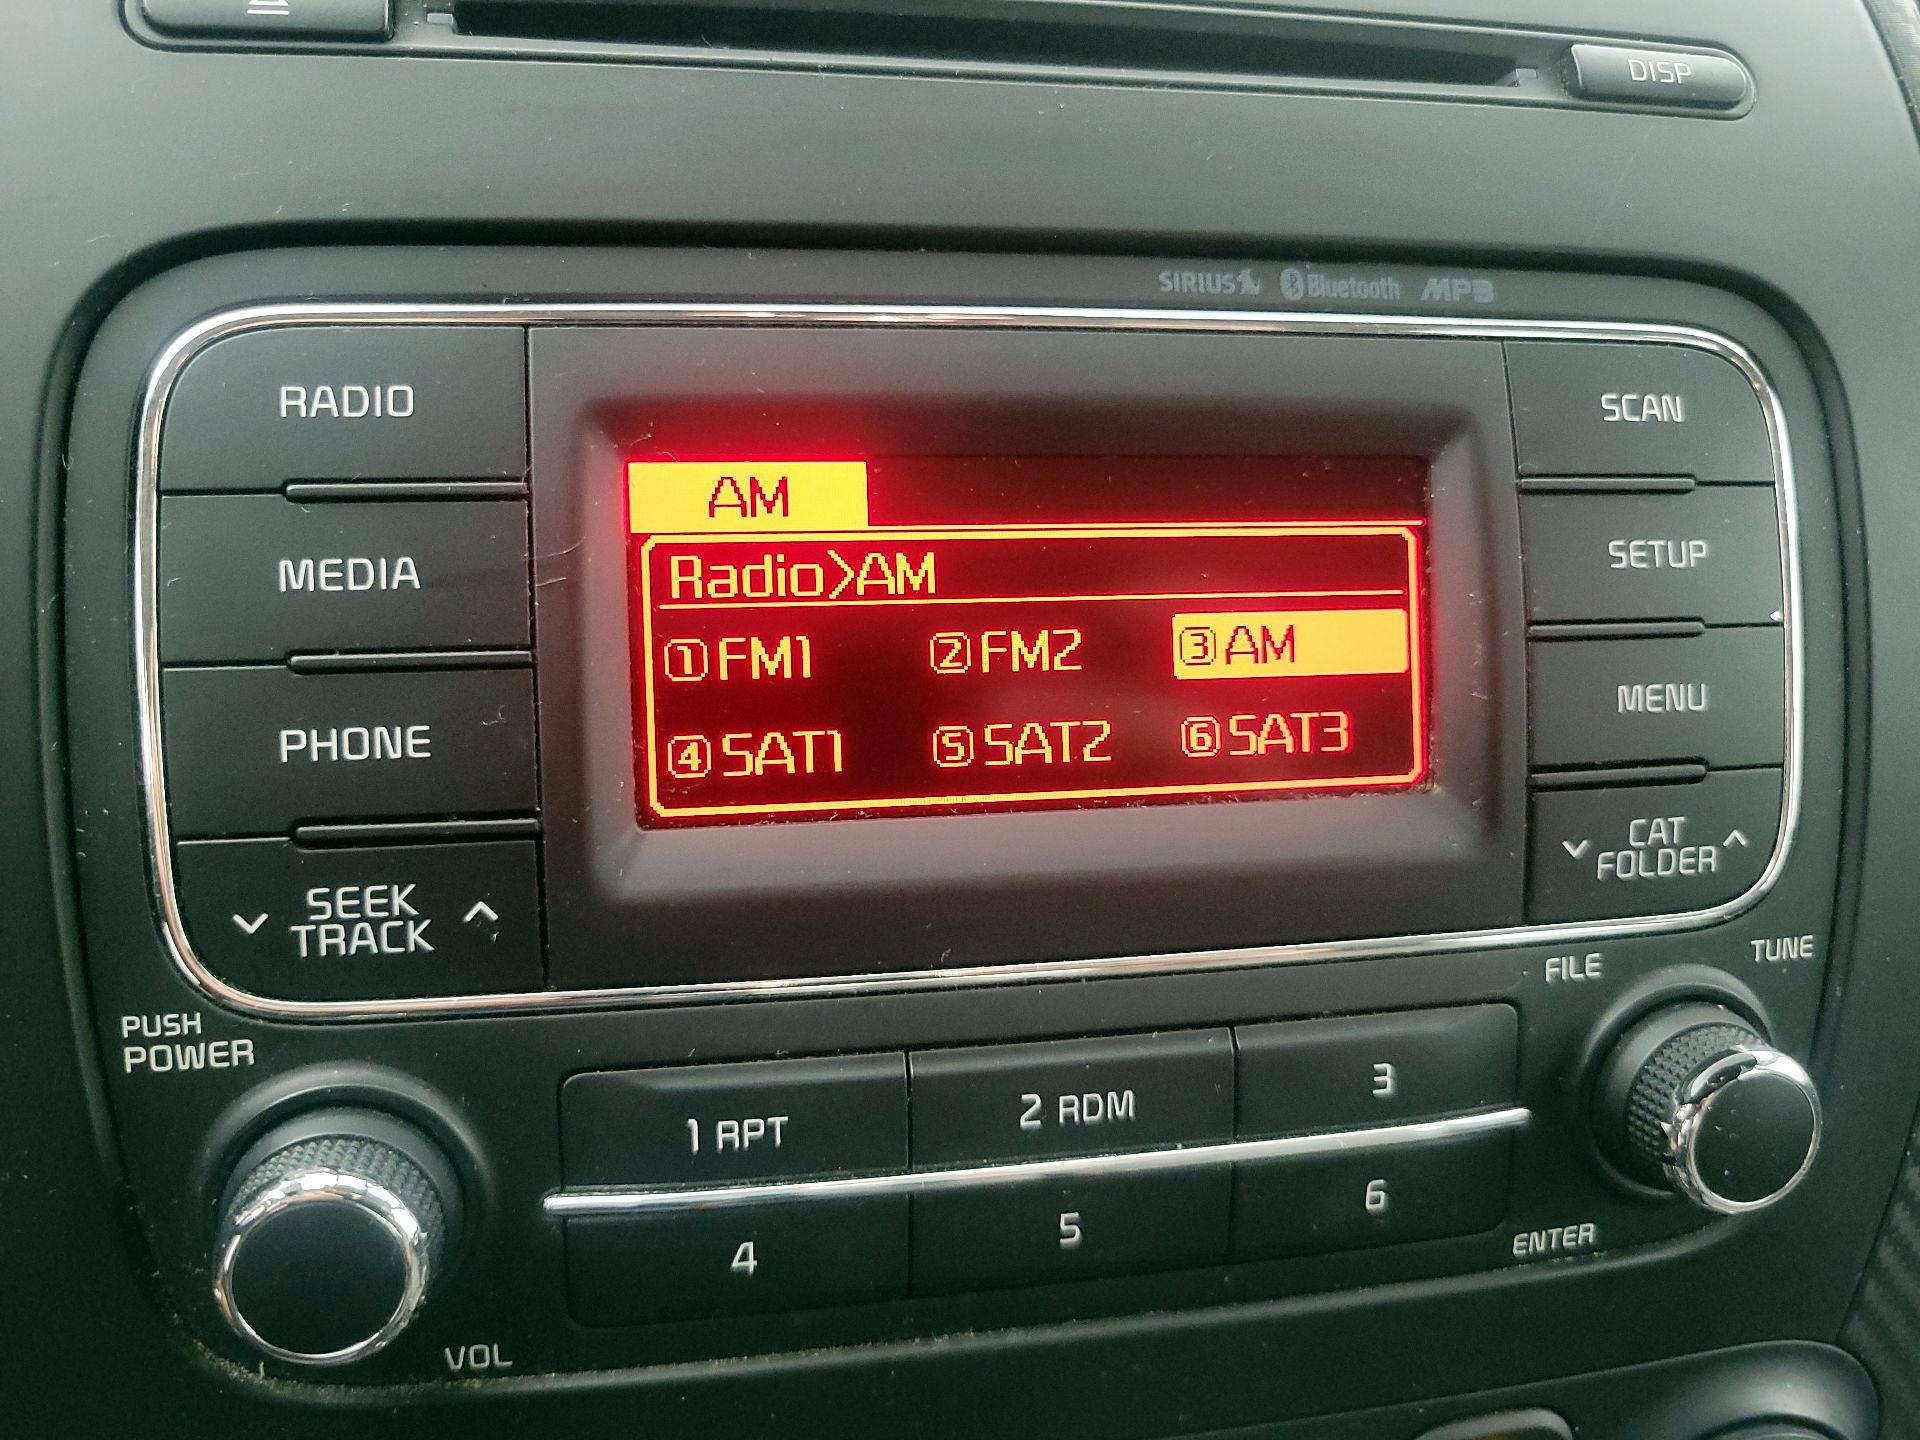 DISP
SIRIUS Bluetooth MP3
RADIO
MEDIA
PHONE
SEEK
TRACK
AM
Radio>AM
①FM1 ②FM2 ③AM
④SAT1 ⑤SAT2 ⑥SAT3
SCAN
SETUP
MENU
CAT
FOLDER
PUSH
POWER
VOL
1 RPT 2 RDM 3
4 5 6
FILE
TUNE
ENTER